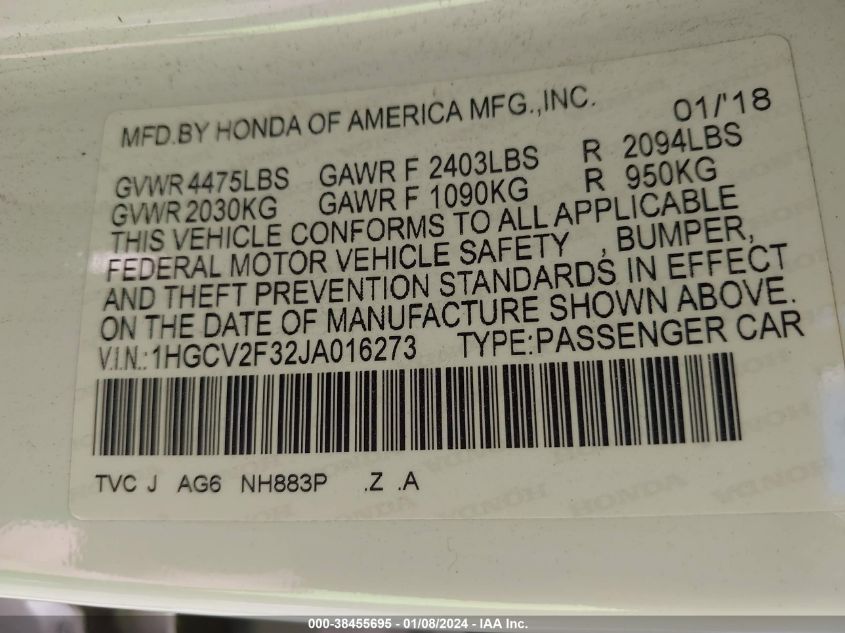 MFD.BY HONDA OF AMERICA MFG.,INC. 01/'18
GVWR 4475LBS GAWR F 2403LBS R 2094LBS
GVWR 2030KG GAWR F 1090KG R 950KG
THIS VEHICLE CONFORMS TO ALL APPLICABLE
FEDERAL MOTOR VEHICLE SAFETY , BUMPER,
AND THEFT PREVENTION STANDARDS IN EFFECT
ON THE DATE OF MANUFACTURE SHOWN ABOVE.
V.I.N.:1HGCV2F32JA016273 TYPE:PASSENGER CAR
TVC J AG6 NH883P .Z .A
HONDA HONDA HONDA
000-38455695 - 01/08/2024 - IAA Inc.